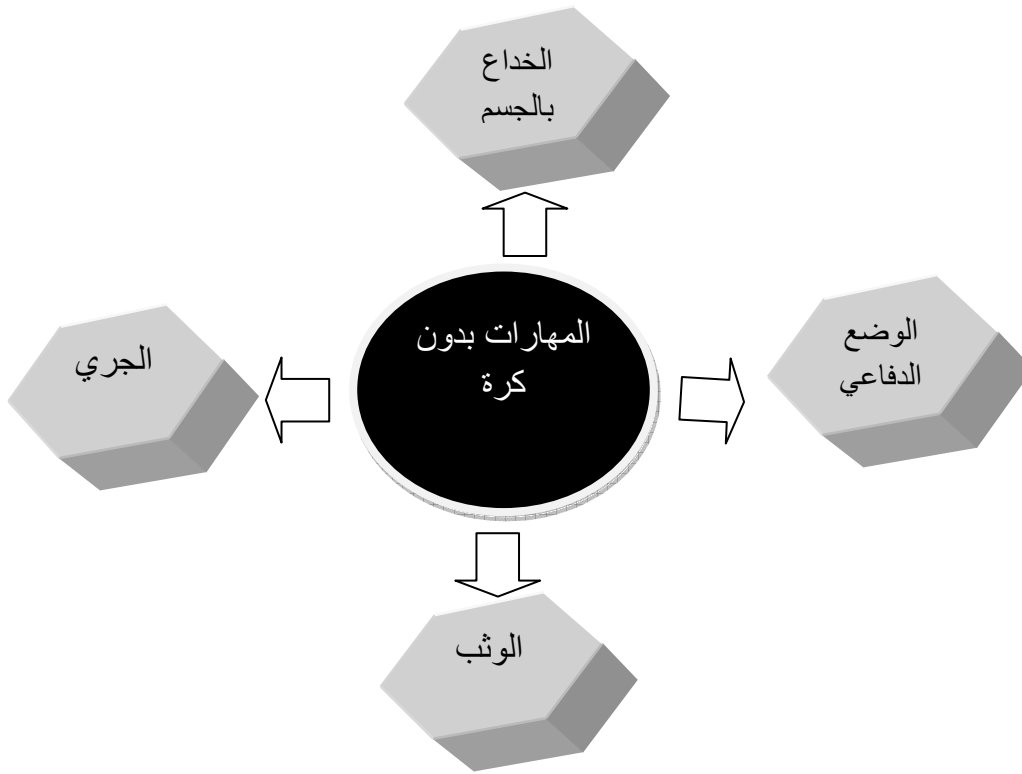 الخداع
بالجسم
المهارات بدون
كرة
الوضع
الدفاعي
الجري
الوثب